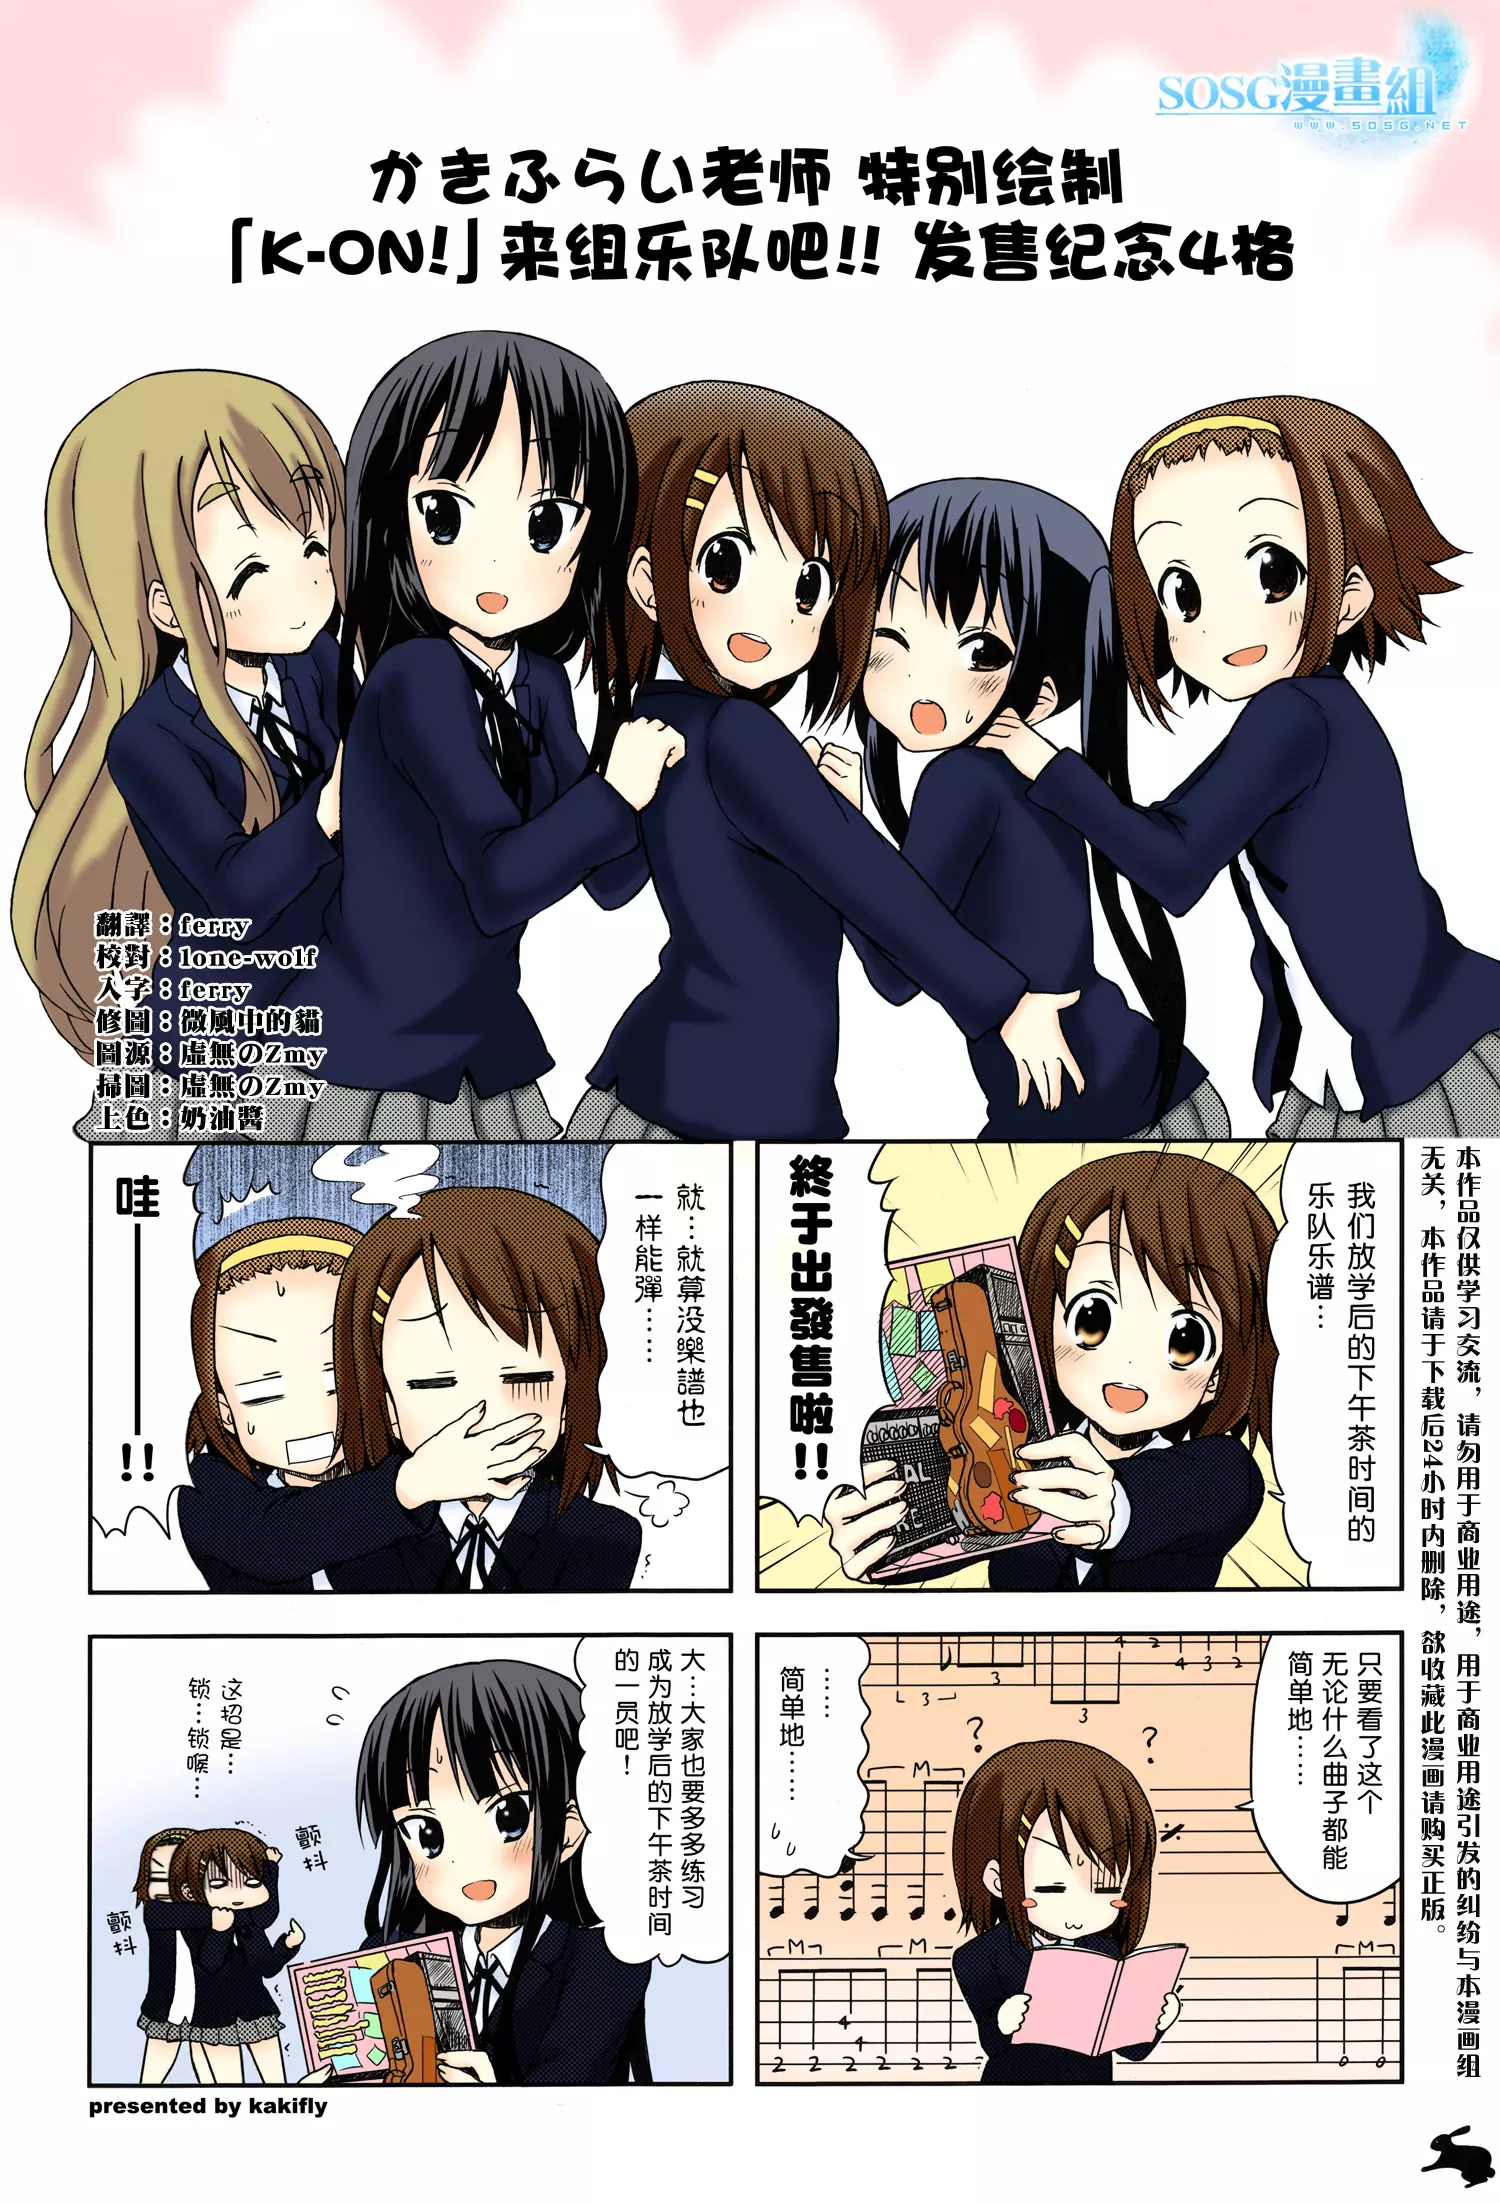 SOSG漫畫組
WWW.SOSG.NET
かきふらい老师 特别绘制
「K-ON!」来组乐队吧!! 发售纪念4格
翻譯：ferry
校對：lone-wolf
入字：ferry
修圖：微風中的貓
圖源：虛無のZmy
掃圖：虛無のZmy
上色：奶油醬
我们放学后的下午茶时间的
乐队乐谱…
終于出發售啦!!
只要看了这个
无论什么曲子都能
简单地……
……
简单地……
就…就算没樂譜也
一样能彈……
哇——!!
大…大家也要多多练习
成为放学后的下午茶时间
的一员吧！
这招是…
锁…锁喉…
颤抖
颤抖
presented by kakifly
本作品仅供学习交流，请勿用于商业用途，用于商业用途引发的纠纷与本漫画组
无关，本作品请于下载后24小时内删除，欲收藏此漫画请购买正版。